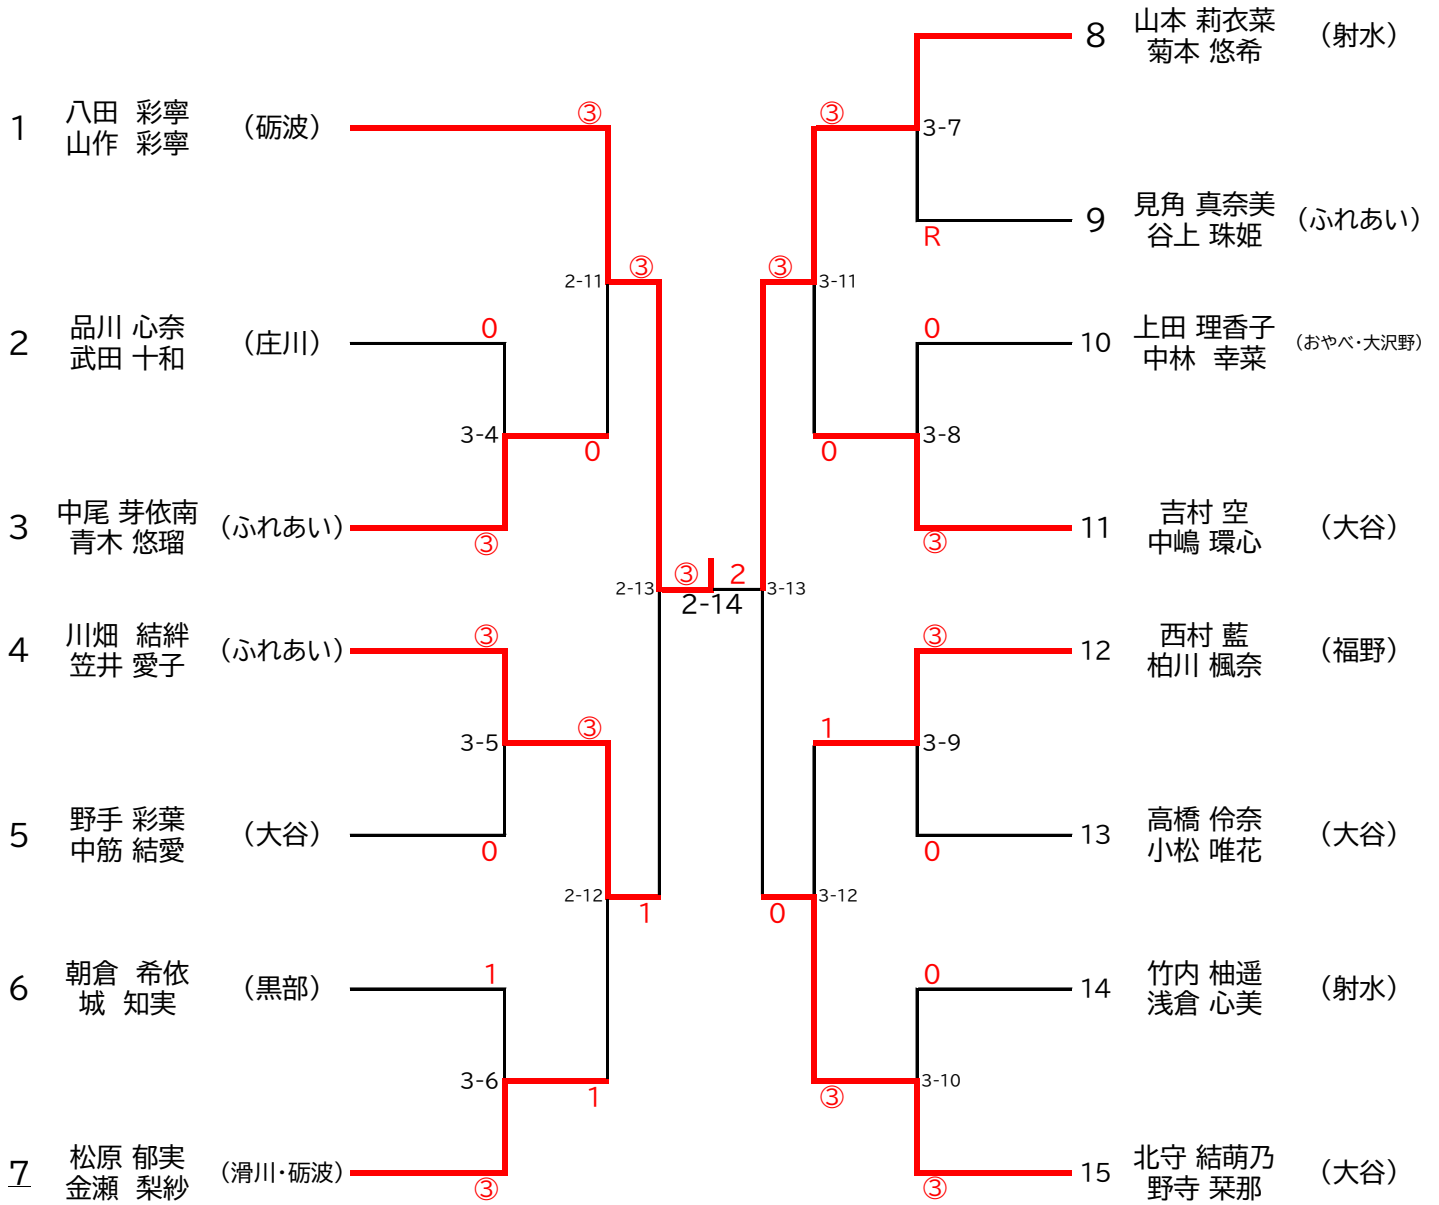 1
八田 彩寧
山作 彩寧
（砺波）
③
2
品川 心奈
武田 十和
（庄川）
0
3-4
2-11
③
0
3
中尾 芽依南
青木 悠瑠
（ふれあい）
③
4
川畑 結絆
笠井 愛子
（ふれあい）
③
3-5
③
5
野手 彩葉
中筋 結愛
（大谷）
0
2-12
1
6
朝倉 希依
城 知実
（黒部）
1
3-6
1
7
松原 郁実
金瀬 梨紗
（滑川・砺波）
③
2-13
③
2
2-14
3-13
8
山本 莉衣菜
菊本 悠希
（射水）
③
3-7
9
見角 真奈美
谷上 珠姫
（ふれあい）
R
③
3-11
10
上田 理香子
中林 幸菜
（おやべ・大沢野）
0
3-8
0
11
吉村 空
中嶋 環心
（大谷）
③
12
西村 藍
柏川 楓奈
（福野）
③
1
3-9
13
高橋 伶奈
小松 唯花
（大谷）
0
3-12
0
14
竹内 柚遥
浅倉 心美
（射水）
0
3-10
③
15
北守 結萌乃
野寺 栞那
（大谷）
③